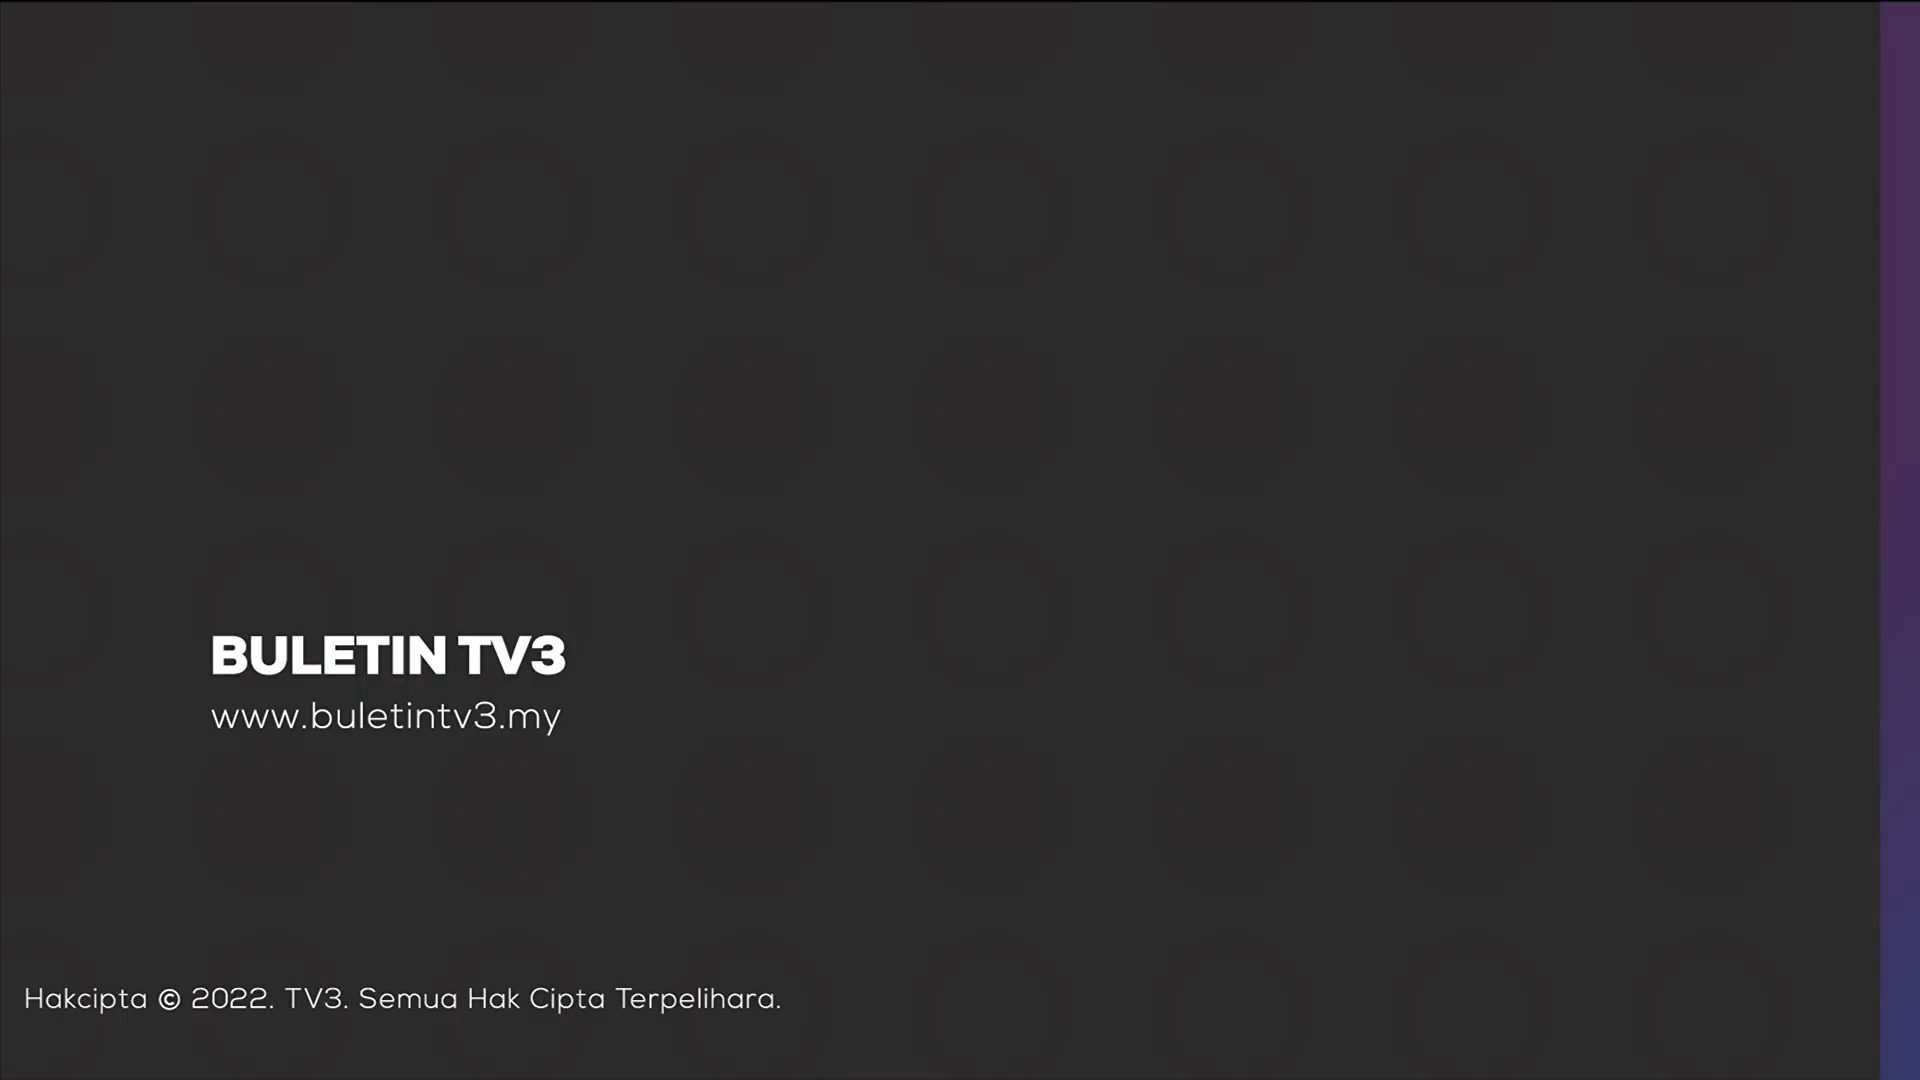 BULETIN TV3
www.buletintv3.my
Hakcipta © 2022. TV3. Semua Hak Cipta Terpelihara.